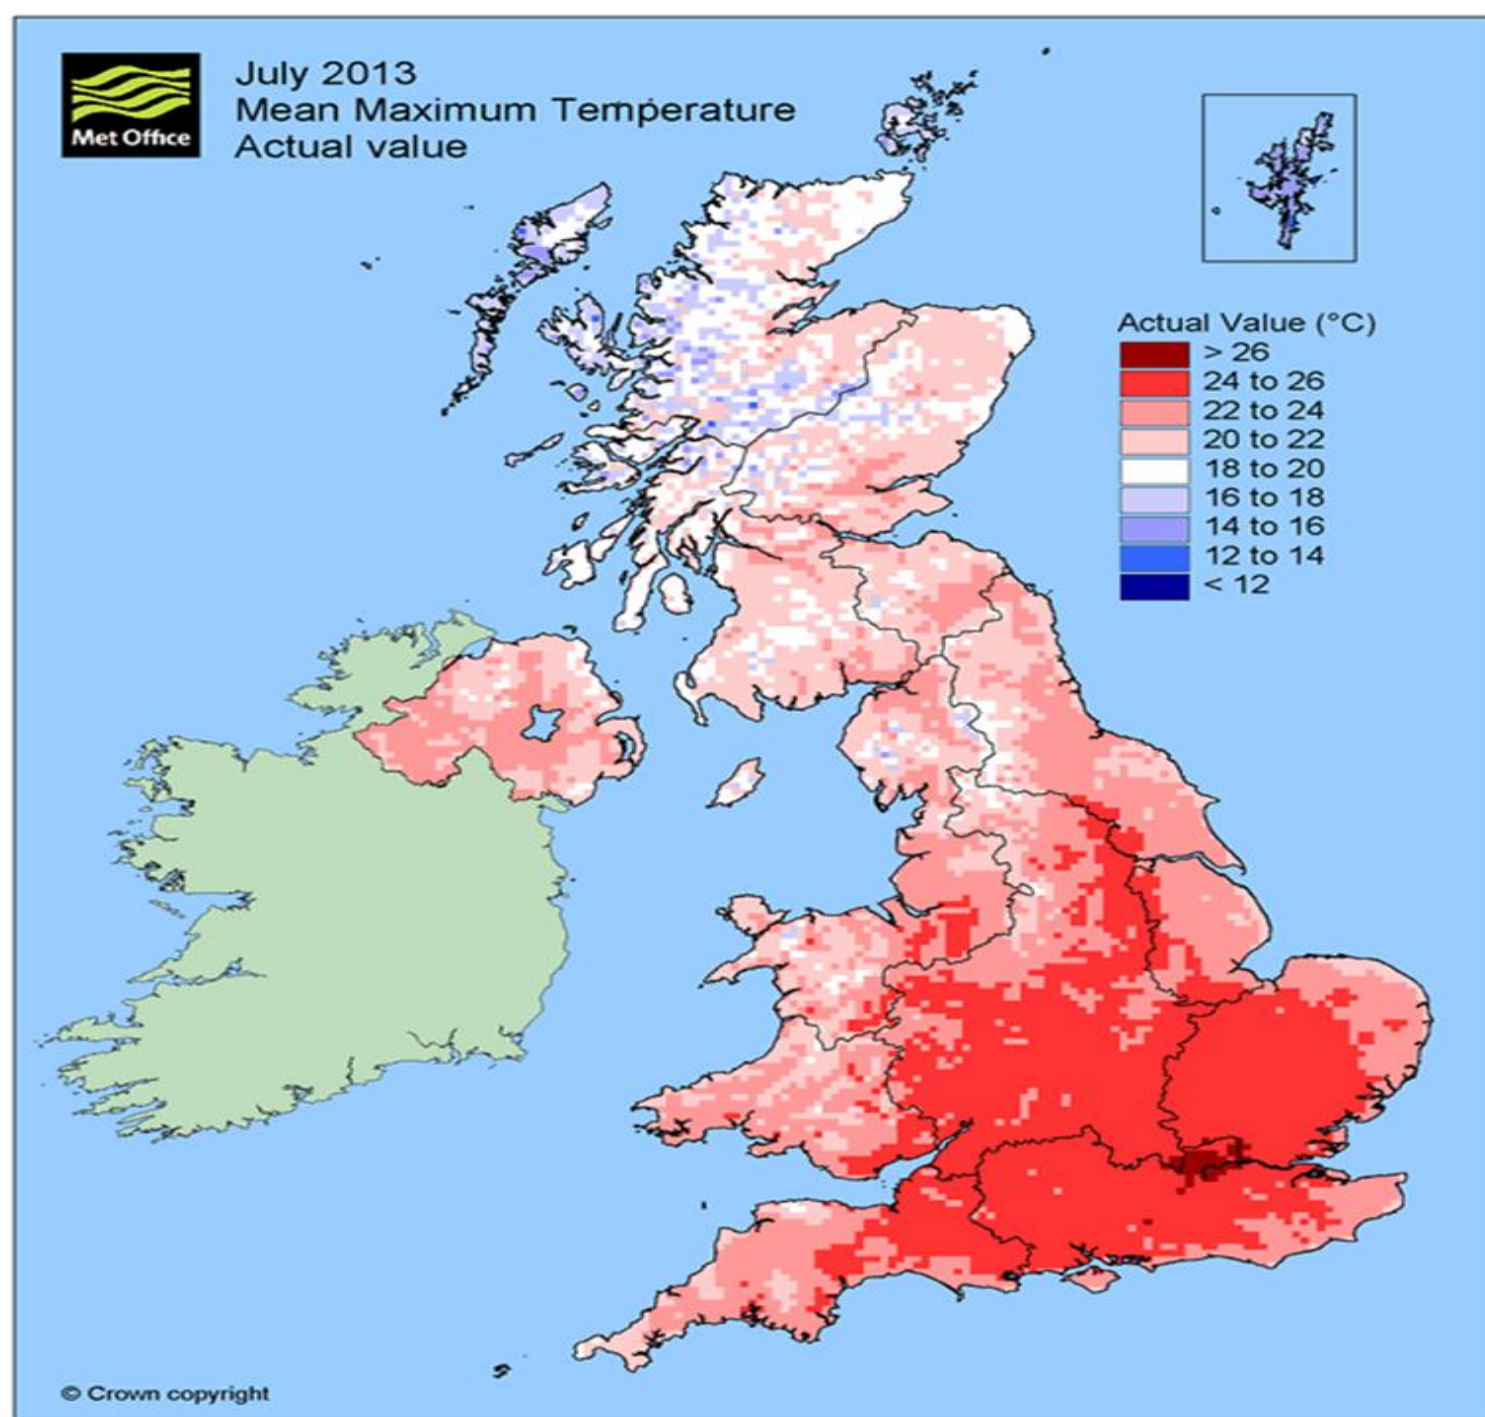 Met Office
July 2013
Mean Maximum Temperature
Actual value
Actual Value (°C)
> 26
24 to 26
22 to 24
20 to 22
18 to 20
16 to 18
14 to 16
12 to 14
< 12
© Crown copyright